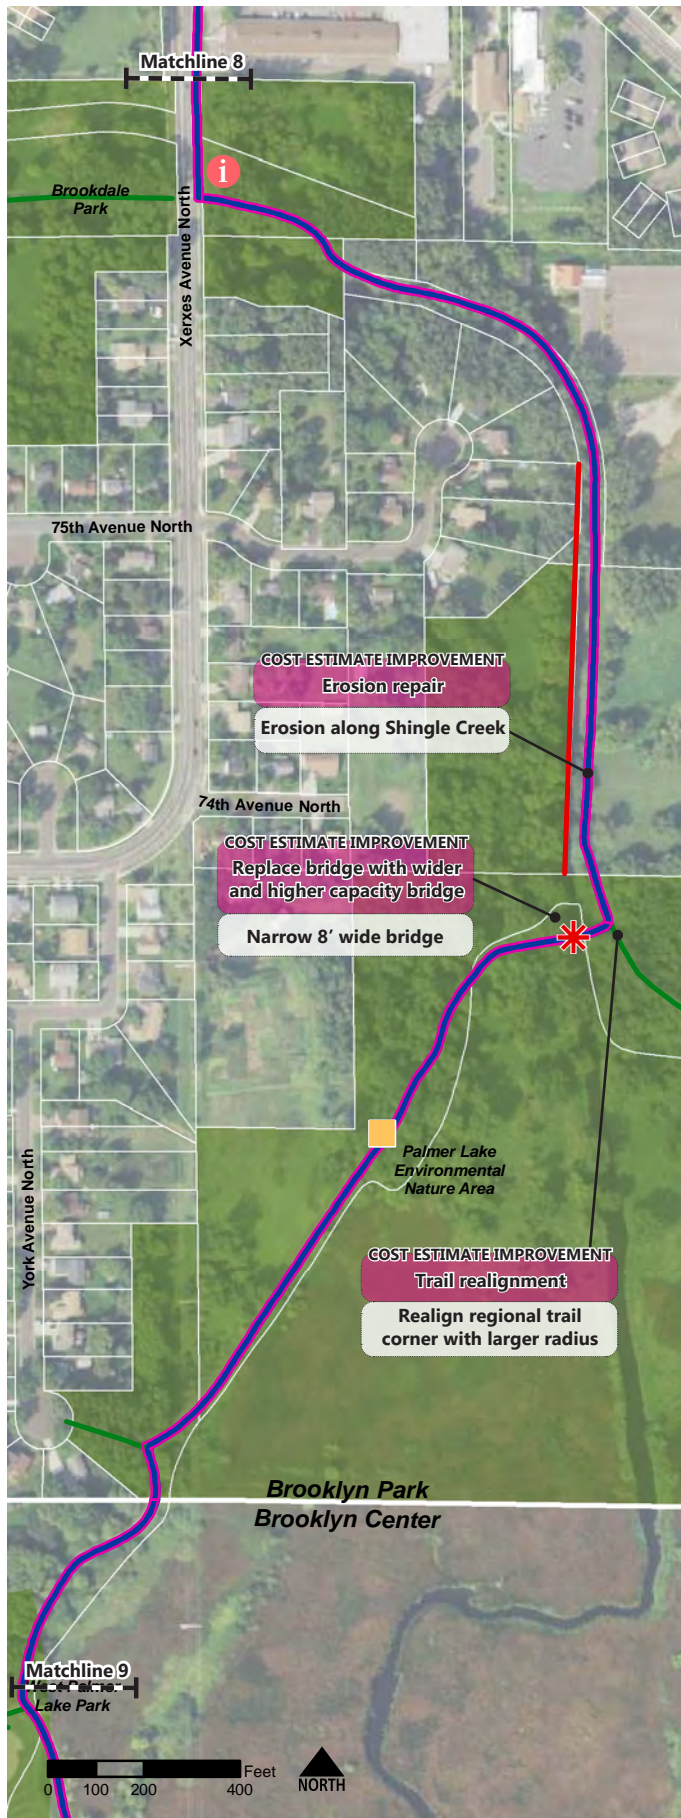 Matchline 8
i
Brookdale
Park
Xerxes Avenue North
75th Avenue North
COST ESTIMATE IMPROVEMENT
Erosion repair
Erosion along Shingle Creek
74th Avenue North
COST ESTIMATE IMPROVEMENT
Replace bridge with wider
and higher capacity bridge
Narrow 8' wide bridge
Palmer Lake
Environmental
Nature Area
York Avenue North
COST ESTIMATE IMPROVEMENT
Trail realignment
Realign regional trail
corner with larger radius
Brooklyn Park
Brooklyn Center
Matchline 9
West Palmer
Lake Park
Feet
0 100 200 400
NORTH